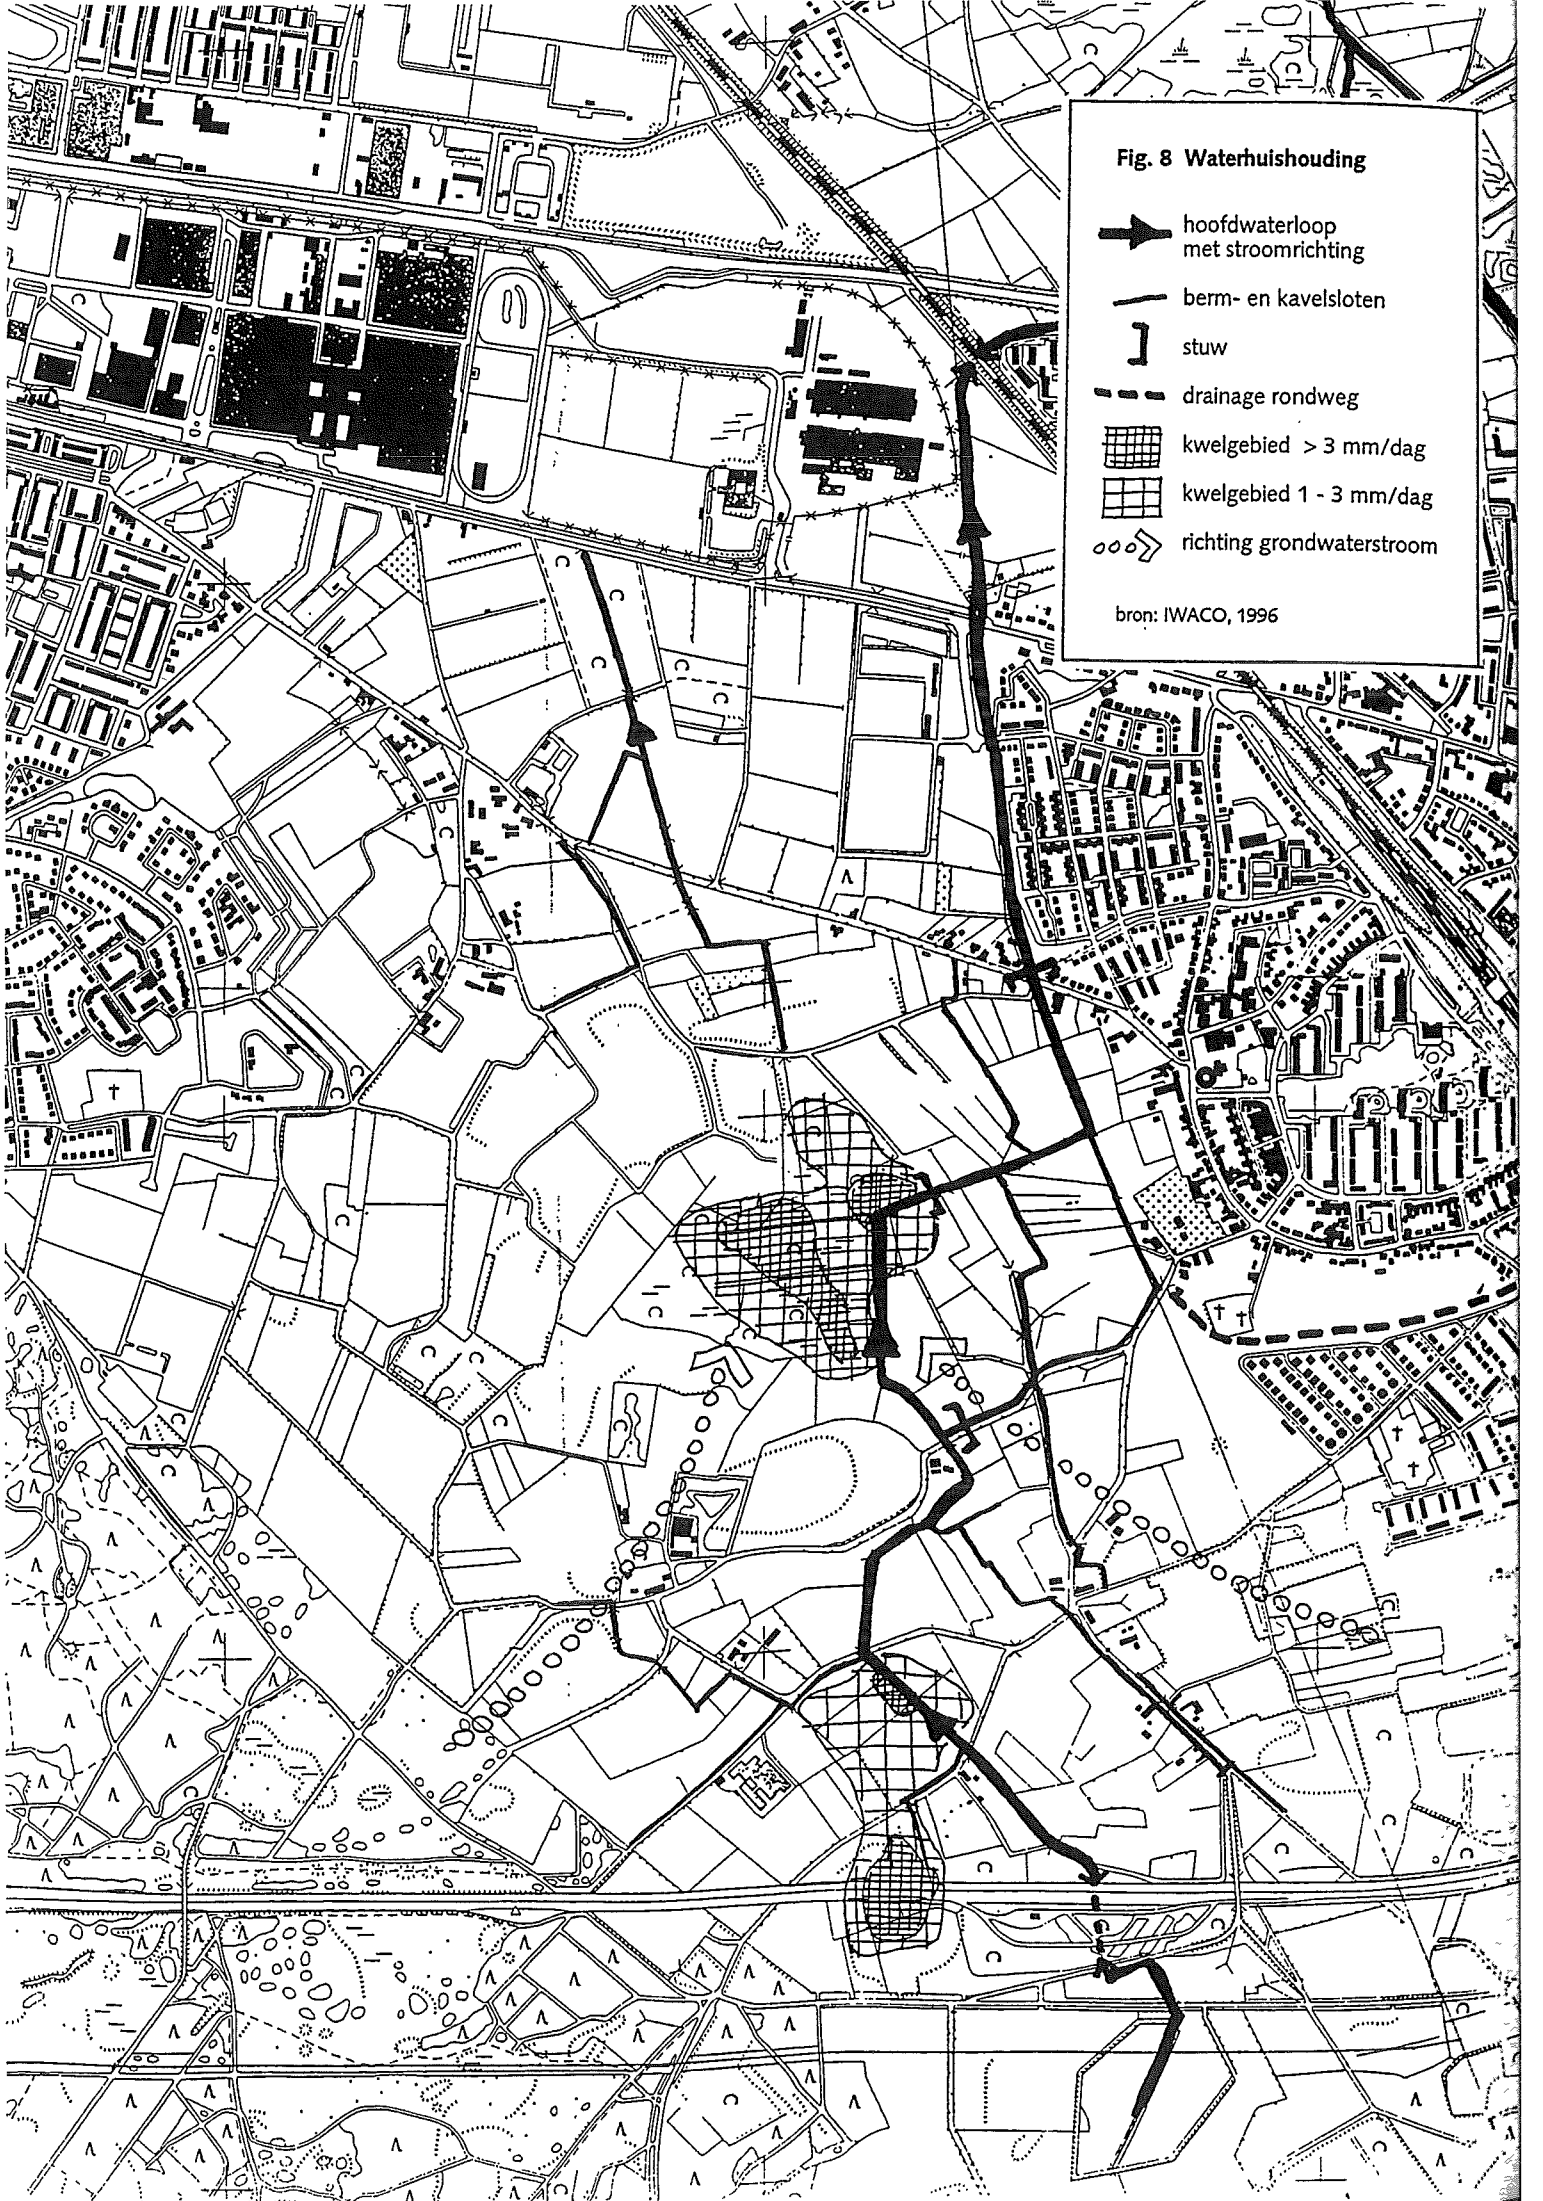 Fig. 8 Waterhuishouding
hoofdwaterloop
met stroomrichting
berm- en kavelsloten
stuw
drainage rondweg
kwelgebied > 3 mm/dag
kwelgebied 1 - 3 mm/dag
richting grondwaterstroom
bron: IWACO, 1996